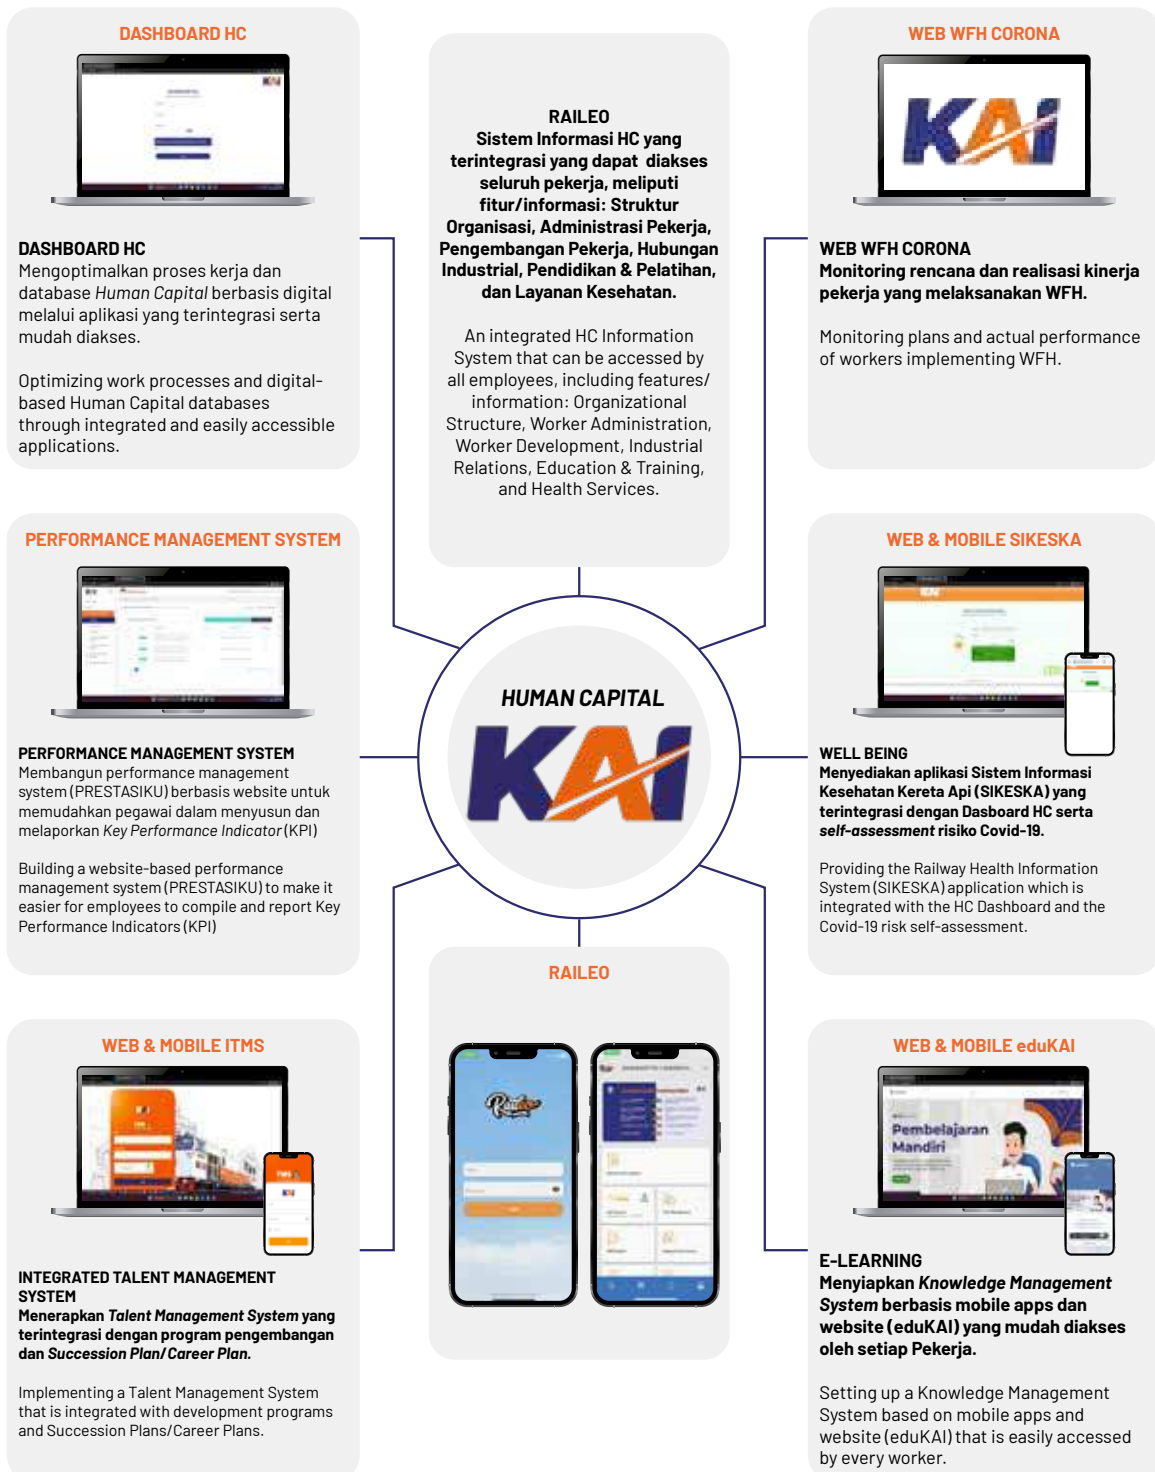 DASHBOARD HC
KAI
DASHBOARD HC
Mengoptimalkan proses kerja dan
database Human Capital berbasis digital
melalui aplikasi yang terintegrasi serta
mudah diakses.
Optimizing work processes and digital-
based Human Capital databases
through integrated and easily accessible
applications.
RAILEO
Sistem Informasi HC yang
terintegrasi yang dapat diakses
seluruh pekerja, meliputi
fitur/informasi: Struktur
Organisasi, Administrasi Pekerja,
Pengembangan Pekerja, Hubungan
Industrial, Pendidikan & Pelatihan,
dan Layanan Kesehatan.
An integrated HC Information
System that can be accessed by
all employees, including features/
information: Organizational
Structure, Worker Administration,
Worker Development, Industrial
Relations, Education & Training,
and Health Services.
WEB WFH CORONA
KAI
WEB WFH CORONA
Monitoring rencana dan realisasi kinerja
pekerja yang melaksanakan WFH.
Monitoring plans and actual performance
of workers implementing WFH.
PERFORMANCE MANAGEMENT SYSTEM
PERFORMANCE MANAGEMENT SYSTEM
Membangun performance management
system (PRESTASIKU) berbasis website untuk
memudahkan pegawai dalam menyusun dan
melaporkan Key Performance Indicator (KPI)
Building a website-based performance
management system (PRESTASIKU) to make it
easier for employees to compile and report Key
Performance Indicators (KPI)
HUMAN CAPITAL
KAI
WEB & MOBILE SIKESKA
KAI
WELL BEING
Menyediakan aplikasi Sistem Informasi
Kesehatan Kereta Api (SIKESKA) yang
terintegrasi dengan Dasboard HC serta
self-assessment risiko Covid-19.
Providing the Railway Health Information
System (SIKESKA) application which is
integrated with the HC Dashboard and the
Covid-19 risk self-assessment.
WEB & MOBILE ITMS
KAI
KAI
INTEGRATED TALENT MANAGEMENT
SYSTEM
Menerapkan Talent Management System yang
terintegrasi dengan program pengembangan
dan Succession Plan/Career Plan.
Implementing a Talent Management System
that is integrated with development programs
and Succession Plans/Career Plans.
RAILEO
Raileo
WEB & MOBILE eduKAI
Pembelajaran
Mandiri
E-LEARNING
Menyiapkan Knowledge Management
System berbasis mobile apps dan
website (eduKAI) yang mudah diakses
oleh setiap Pekerja.
Setting up a Knowledge Management
System based on mobile apps and
website (eduKAI) that is easily accessed
by every worker.